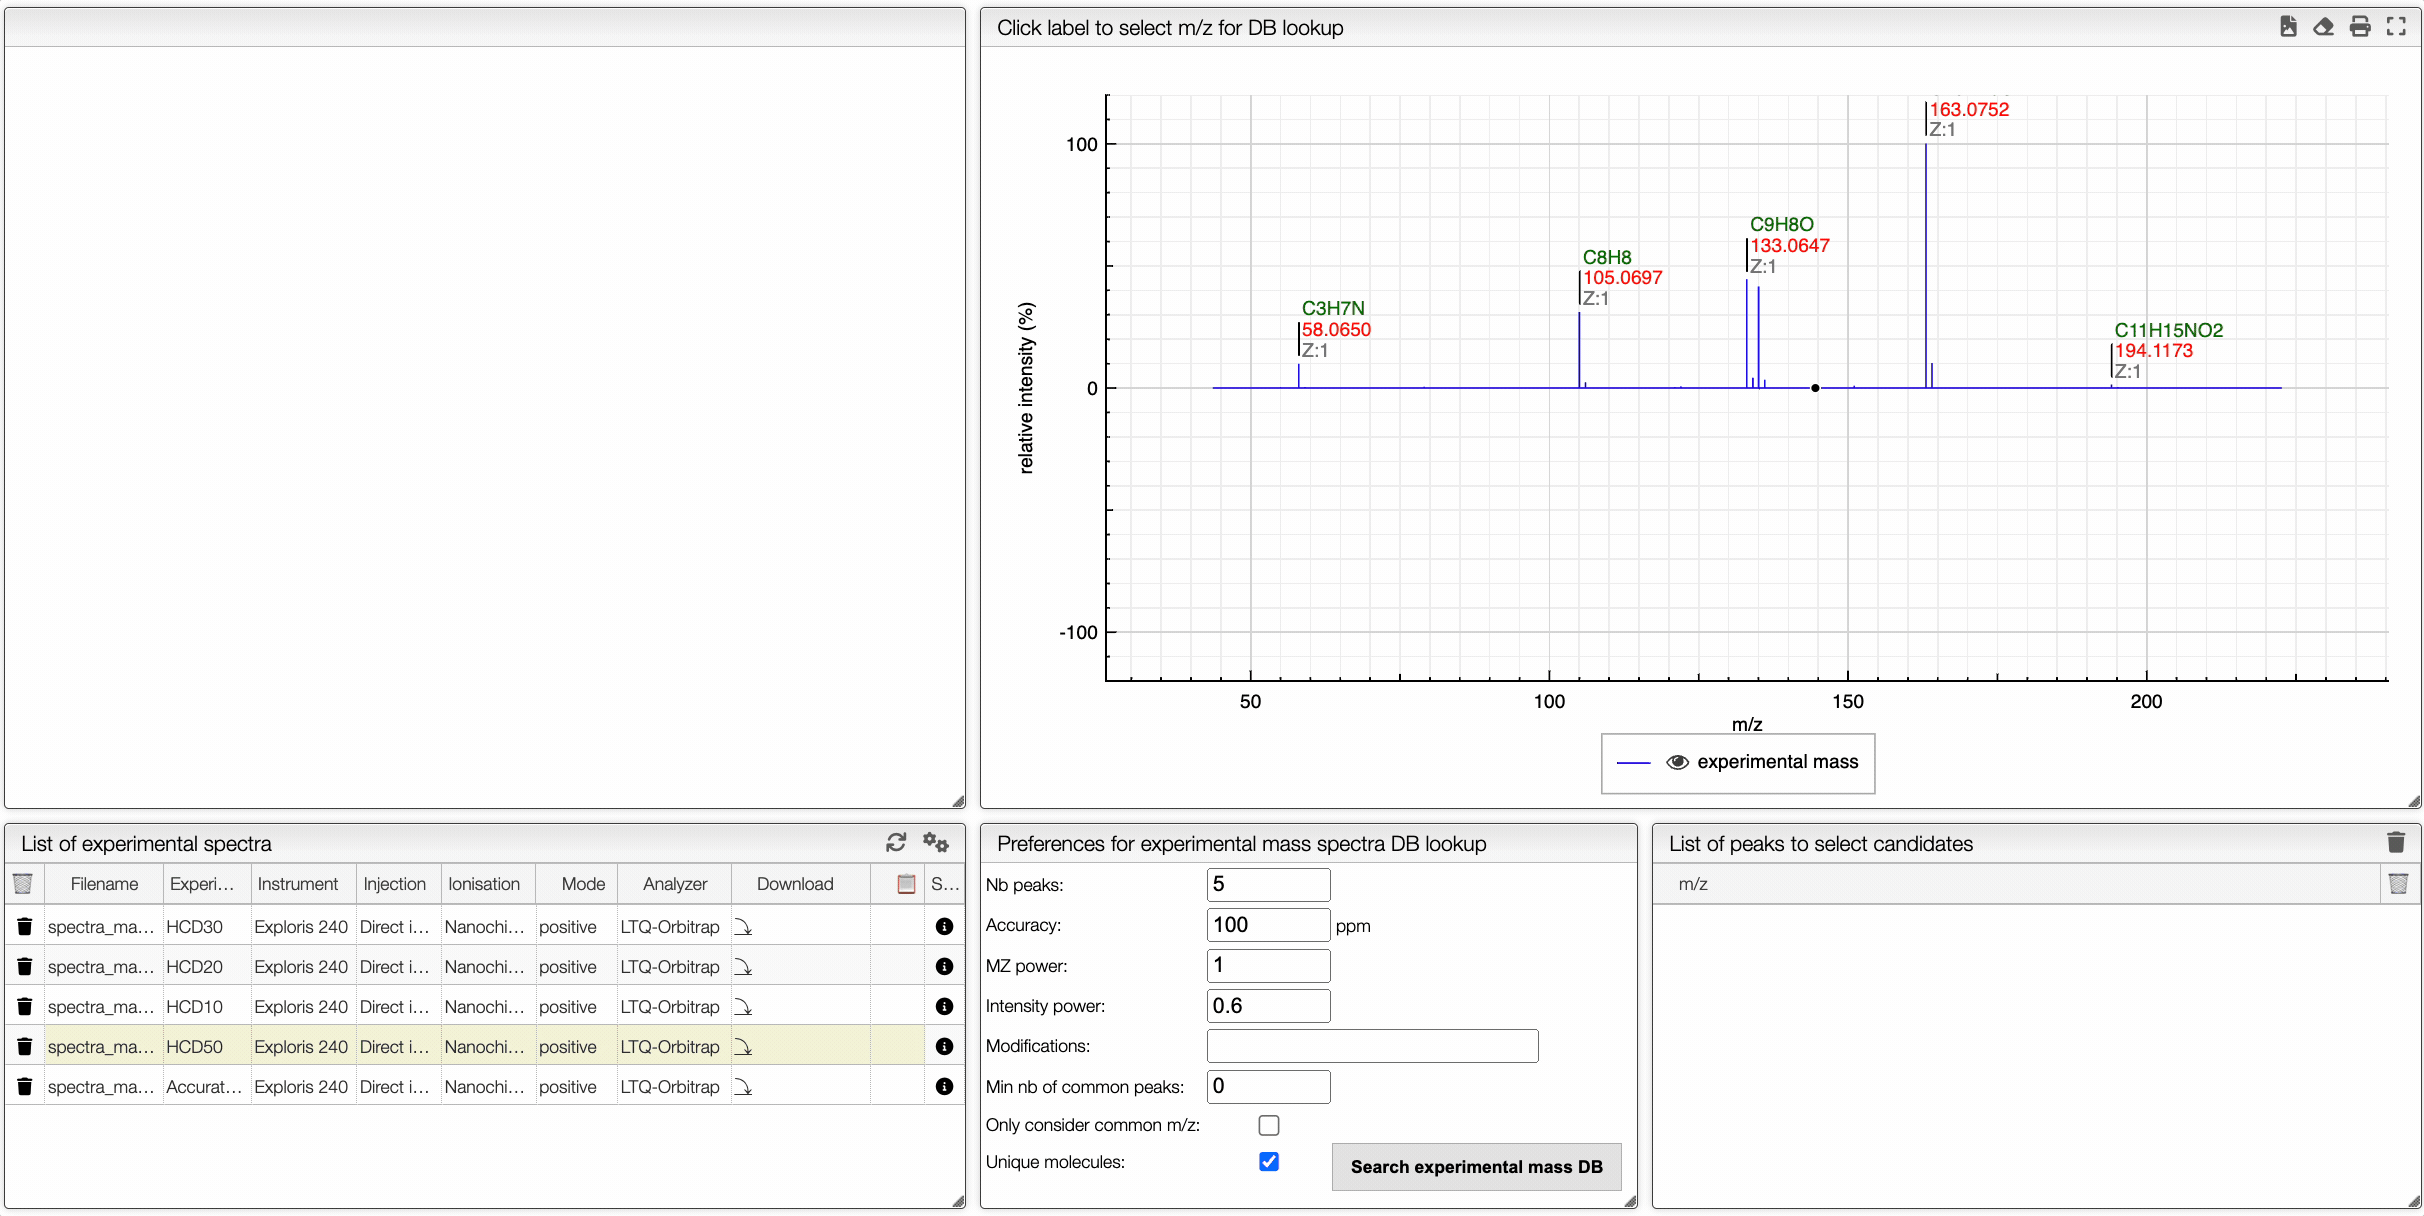 Click label to select m/z for DB lookup
163.0752
Z:1
C9H8O
133.0647
Z:1
C8H8
105.0697
Z:1
C3H7N
58.0650
Z:1
C11H15NO2
194.1173
Z:1
100
0
-100
relative intensity (%)
50 100 150 200
m/z
experimental mass
List of experimental spectra
Filename Experi... Instrument Injection Ionisation Mode Analyzer Download S...
spectra_ma... HCD30 Exploris 240 Direct i... Nanochi... positive LTQ-Orbitrap
spectra_ma... HCD20 Exploris 240 Direct i... Nanochi... positive LTQ-Orbitrap
spectra_ma... HCD10 Exploris 240 Direct i... Nanochi... positive LTQ-Orbitrap
spectra_ma... HCD50 Exploris 240 Direct i... Nanochi... positive LTQ-Orbitrap
spectra_ma... Accurat... Exploris 240 Direct i... Nanochi... positive LTQ-Orbitrap
Preferences for experimental mass spectra DB lookup
Nb peaks: 5
Accuracy: 100 ppm
MZ power: 1
Intensity power: 0.6
Modifications:
Min nb of common peaks: 0
Only consider common m/z:
Unique molecules:
Search experimental mass DB
List of peaks to select candidates
m/z